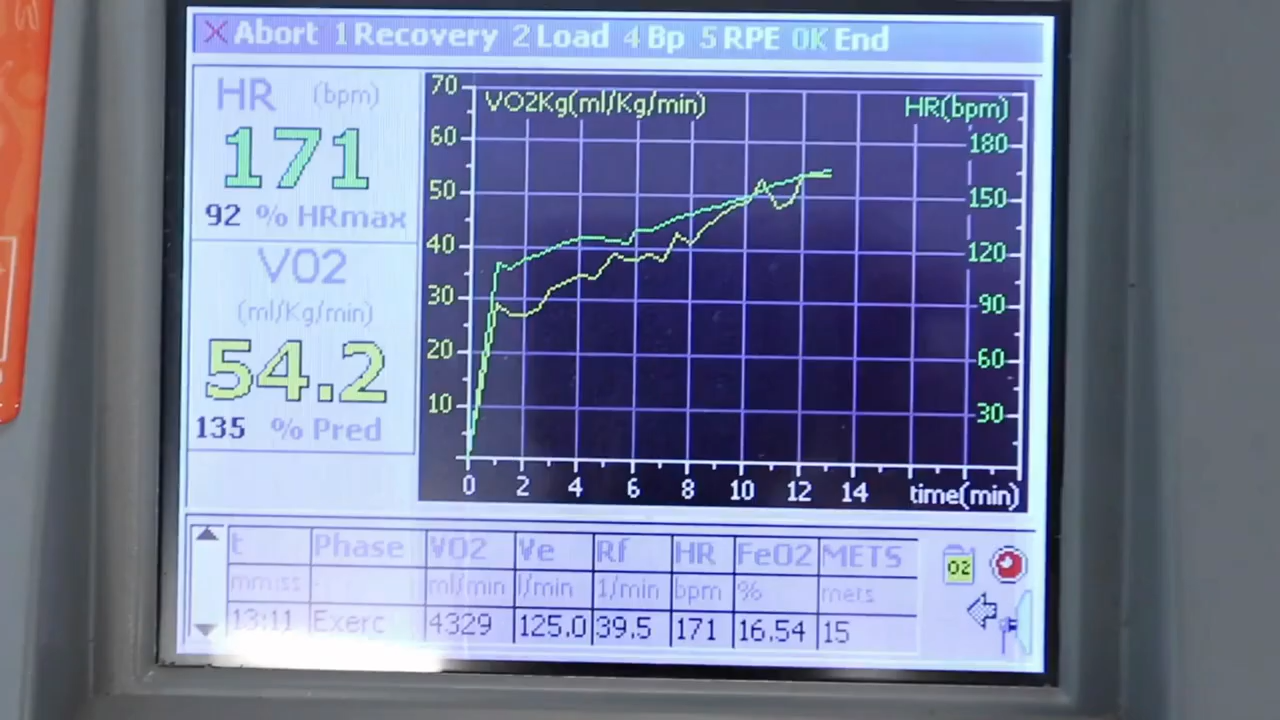 Abort 1 Recovery 2 Load 4 Bp 5 RPE OK End
HR (bpm)
171
92 % HRmax
VO2
(ml/Kg/min)
54.2
135 % Pred
VO2Kg(ml/Kg/min) HR(bpm)
70
60
50
40
30
20
10
180
150
120
90
60
30
0 2 4 6 8 10 12 14 time(min)
t Phase VO2 Ve Rf HR FeO2 METS
mm:ss - ml/min l/min 1/min bpm % mets
13:11 Exerc 4329 125.0 39.5 171 16.54 15
O2